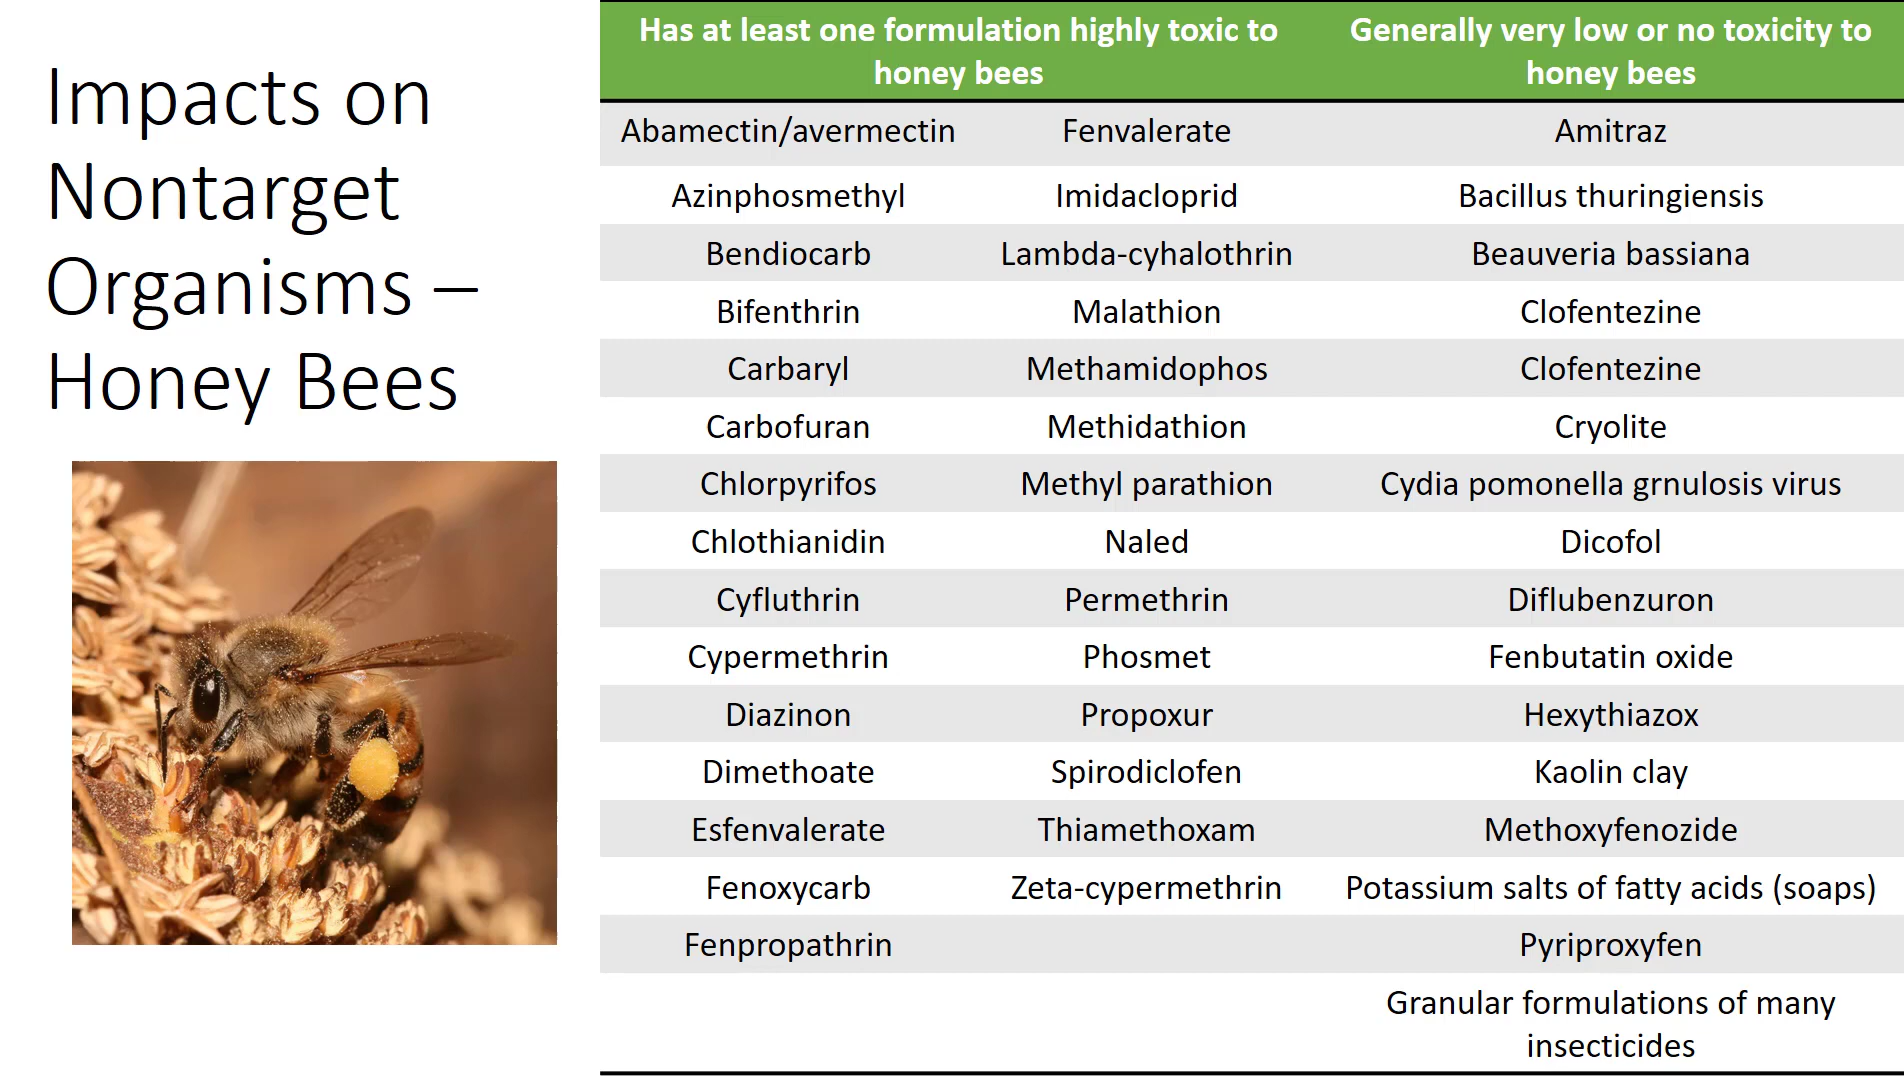 Impacts on
Nontarget
Organisms –
Honey Bees
Has at least one formulation highly toxic to
honey bees
Generally very low or no toxicity to
honey bees
Abamectin/avermectin Fenvalerate Amitraz
Azinphosmethyl Imidacloprid Bacillus thuringiensis
Bendiocarb Lambda-cyhalothrin Beauveria bassiana
Bifenthrin Malathion Clofentezine
Carbaryl Methamidophos Clofentezine
Carbofuran Methidathion Cryolite
Chlorpyrifos Methyl parathion Cydia pomonella grnulosis virus
Chlothianidin Naled Dicofol
Cyfluthrin Permethrin Diflubenzuron
Cypermethrin Phosmet Fenbutatin oxide
Diazinon Propoxur Hexythiazox
Dimethoate Spirodiclofen Kaolin clay
Esfenvalerate Thiamethoxam Methoxyfenozide
Fenoxycarb Zeta-cypermethrin Potassium salts of fatty acids (soaps)
Fenpropathrin Pyriproxyfen
Granular formulations of many
insecticides